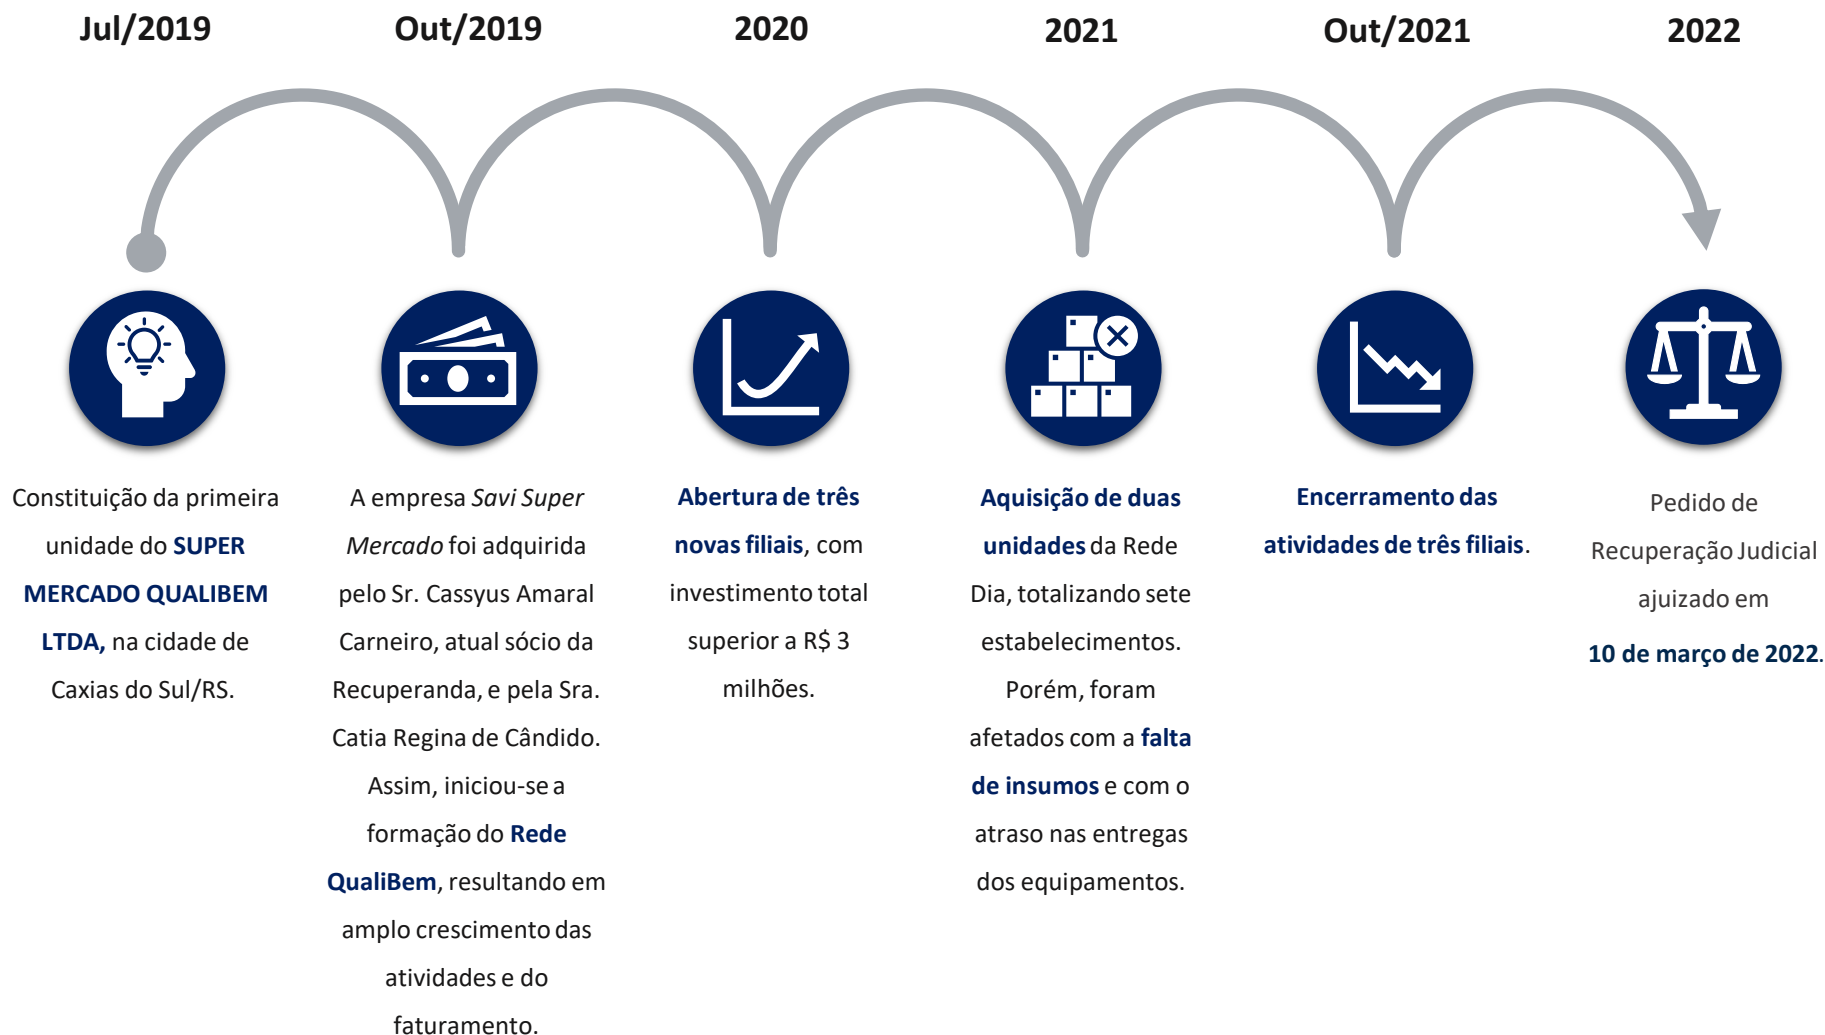 Jul/2019
Out/2019
2020
2021
Out/2021
2022
Constituição da primeira
unidade do SUPER
MERCADO QUALIBEM
LTDA, na cidade de
Caxias do Sul/RS.
A empresa Savi Super
Mercado foi adquirida
pelo Sr. Cassyus Amaral
Carneiro, atual sócio da
Recuperanda, e pela Sra.
Catia Regina de Cândido.
Assim, iniciou-se a
formação do Rede
QualiBem, resultando em
amplo crescimento das
atividades e do
faturamento.
Abertura de três
novas filiais, com
investimento total
superior a R$ 3
milhões.
Aquisição de duas
unidades da Rede
Dia, totalizando sete
estabelecimentos.
Porém, foram
afetados com a falta
de insumos e com o
atraso nas entregas
dos equipamentos.
Encerramento das
atividades de três filiais.
Pedido de
Recuperação Judicial
ajuizado em
10 de março de 2022.